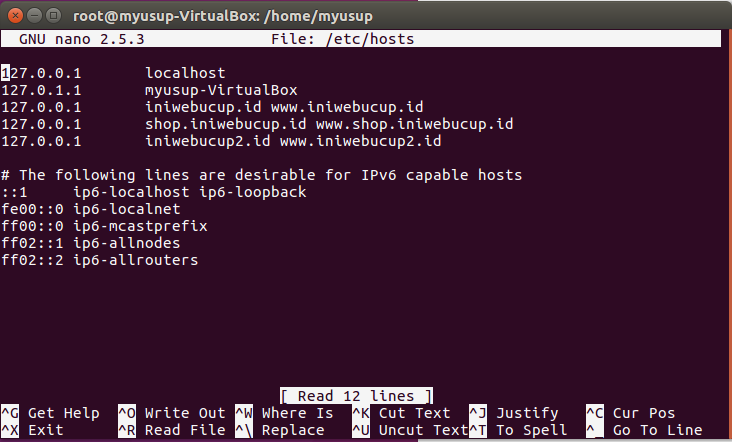 root@myusup-VirtualBox: /home/myusup
GNU nano 2.5.3 File: /etc/hosts
127.0.0.1 localhost
127.0.1.1 myusup-VirtualBox
127.0.0.1 iniwebucup.id www.iniwebucup.id
127.0.0.1 shop.iniwebucup.id www.shop.iniwebucup.id
127.0.0.1 iniwebucup2.id www.iniwebucup2.id
# The following lines are desirable for IPv6 capable hosts
::1 ip6-localhost ip6-loopback
fe00::0 ip6-localnet
ff00::0 ip6-mcastprefix
ff02::1 ip6-allnodes
ff02::2 ip6-allrouters
[ Read 12 lines ]
^G Get Help ^O Write Out ^W Where Is ^K Cut Text ^J Justify ^C Cur Pos
^X Exit ^R Read File ^\ Replace ^U Uncut Text ^T To Spell ^_ Go To Line